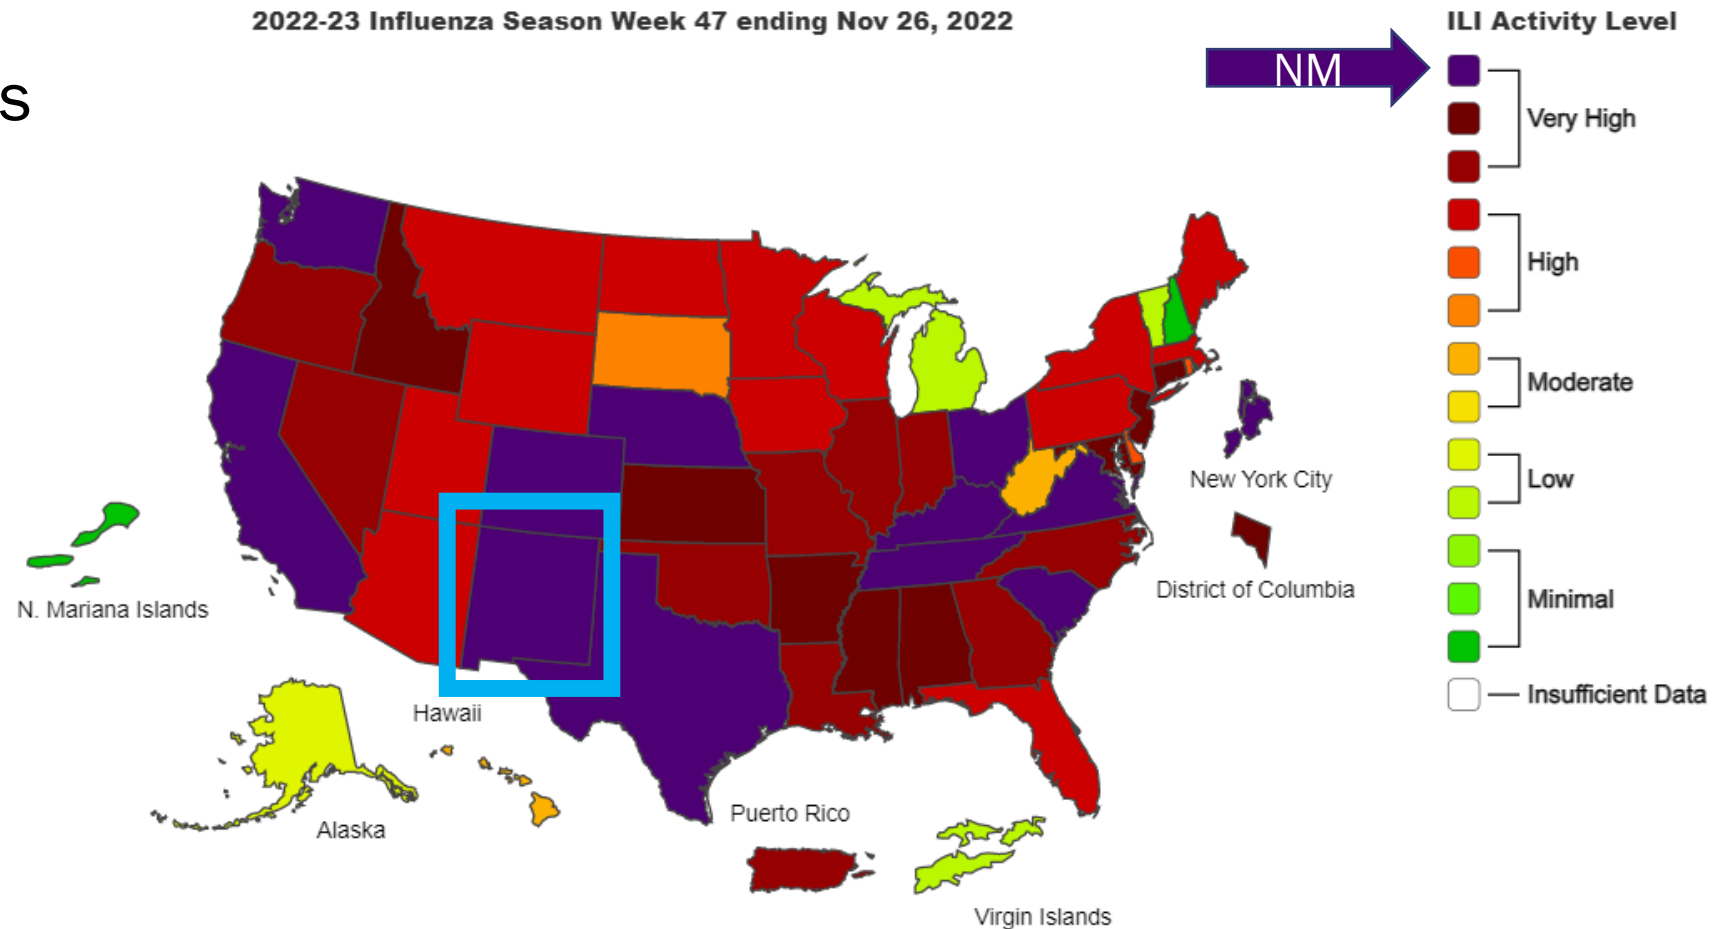 2022-23 Influenza Season Week 47 ending Nov 26, 2022
ILI Activity Level
NM
s
Very High
High
Moderate
Low
Minimal
Insufficient Data
New York City
District of Columbia
N. Mariana Islands
Hawaii
Alaska
Puerto Rico
Virgin Islands